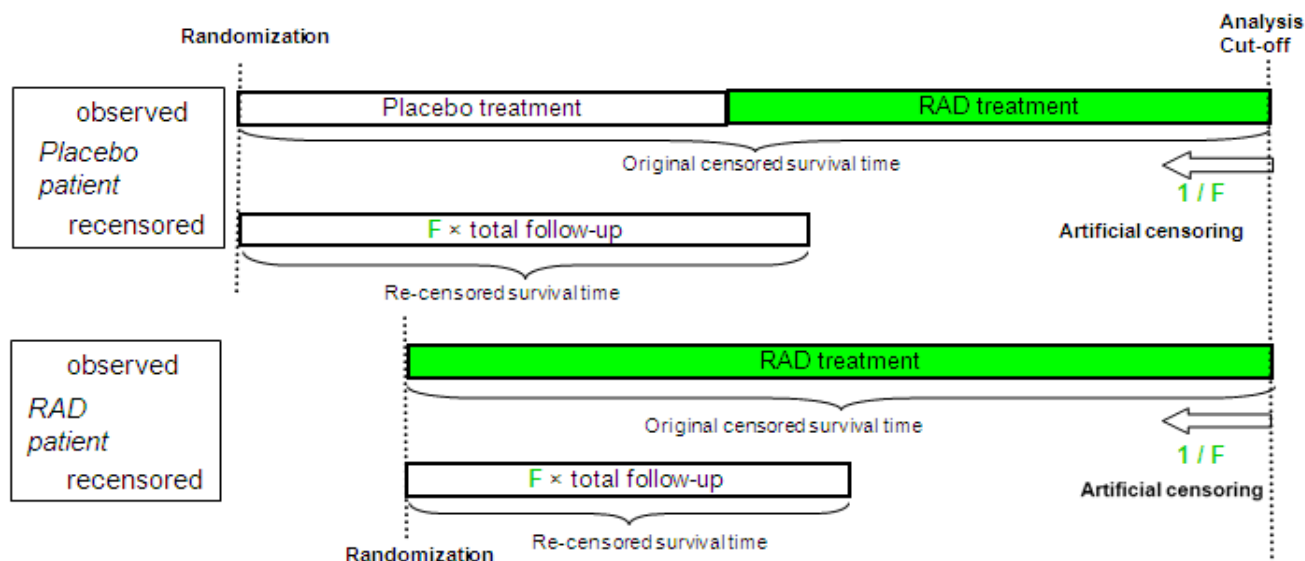 Randomization
Analysis
Cut-off
observed
Placebo
patient
recensored
Placebo treatment
RAD treatment
Original censored survival time
1 / F
Artificial censoring
F × total follow-up
Re-censored survival time
observed
RAD
patient
recensored
RAD treatment
Original censored survival time
1 / F
Artificial censoring
F × total follow-up
Re-censored survival time
Randomization